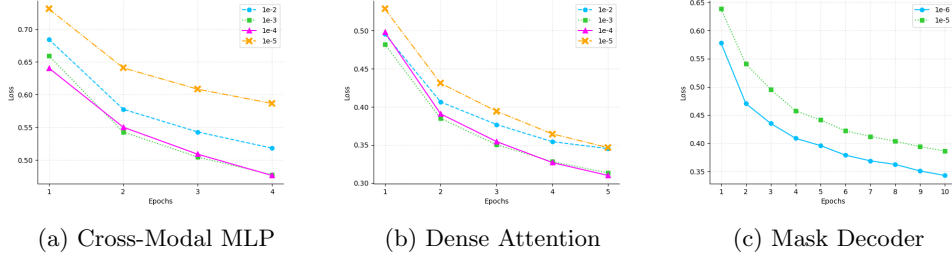 0.70
0.65
0.60
0.55
0.50
Loss
1 2 3 4
Epochs
1e-2
1e-3
1e-4
1e-5
(a) Cross-Modal MLP
0.50
0.45
0.40
0.35
0.30
Loss
1 2 3 4 5
Epochs
1e-2
1e-3
1e-4
1e-5
(b) Dense Attention
0.65
0.60
0.55
0.50
0.45
0.40
0.35
Loss
1 2 3 4 5 6 7 8 9 10
Epochs
1e-6
1e-5
(c) Mask Decoder